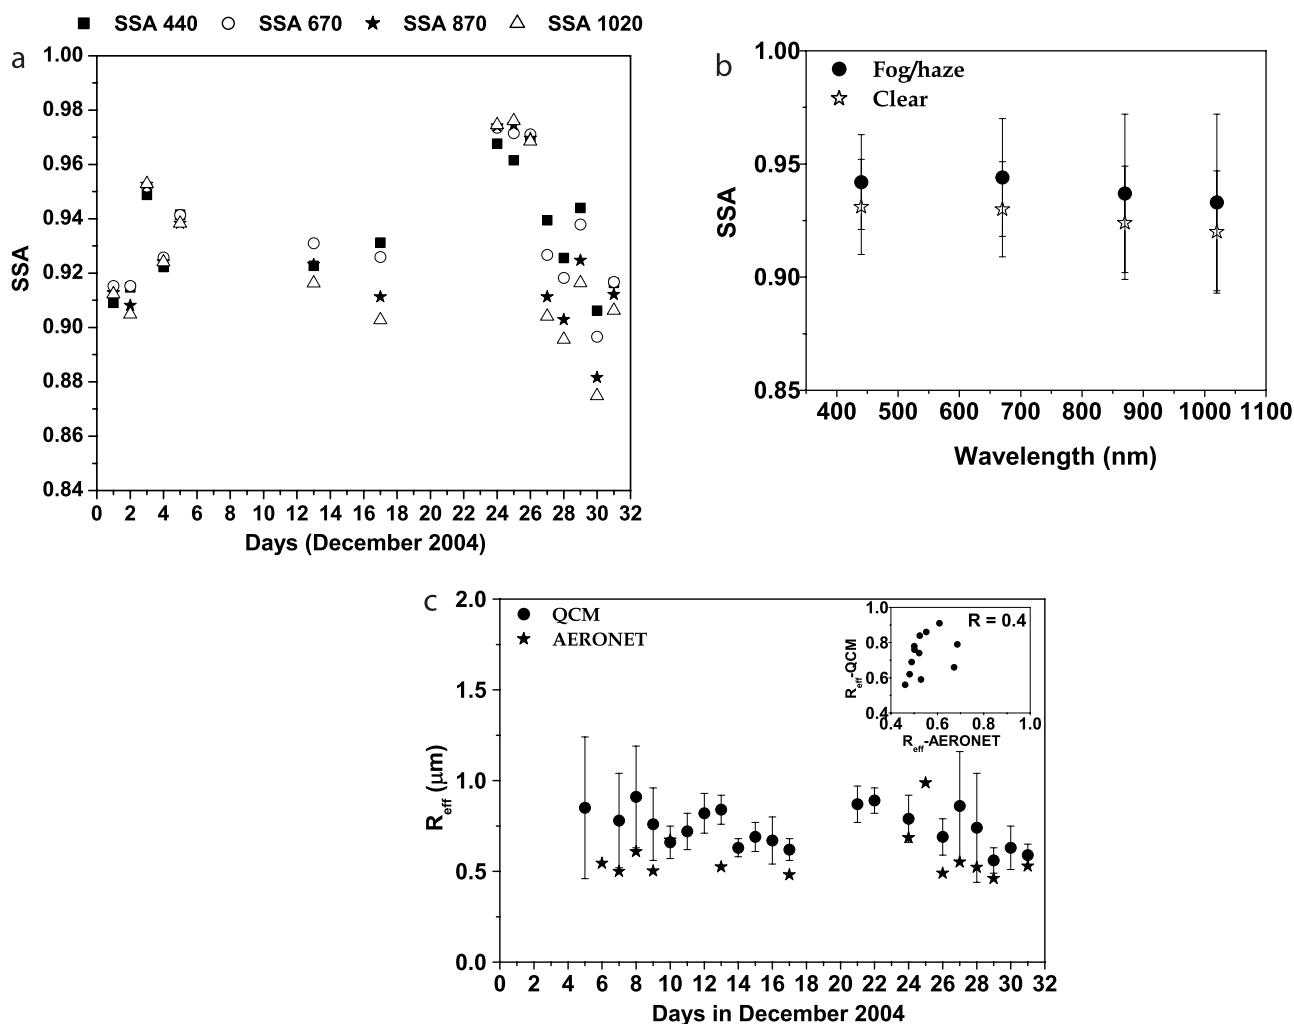 SSA 440 SSA 670 SSA 870 SSA 1020
a
1.00
0.98
0.96
0.94
0.92
0.90
0.88
0.86
0.84
SSA
0 2 4 6 8 10 12 14 16 18 20 22 24 26 28 30 32
Days (December 2004)
b
Fog/haze
Clear
1.00
0.95
0.90
0.85
SSA
400 500 600 700 800 900 1000 1100
Wavelength (nm)
c
QCM
AERONET
2.0
1.5
1.0
0.5
0.0
Reff (μm)
R = 0.4
1.0
0.8
0.6
0.4
Reff-QCM
0.4 0.6 0.8 1.0
Reff-AERONET
0 2 4 6 8 10 12 14 16 18 20 22 24 26 28 30 32
Days in December 2004